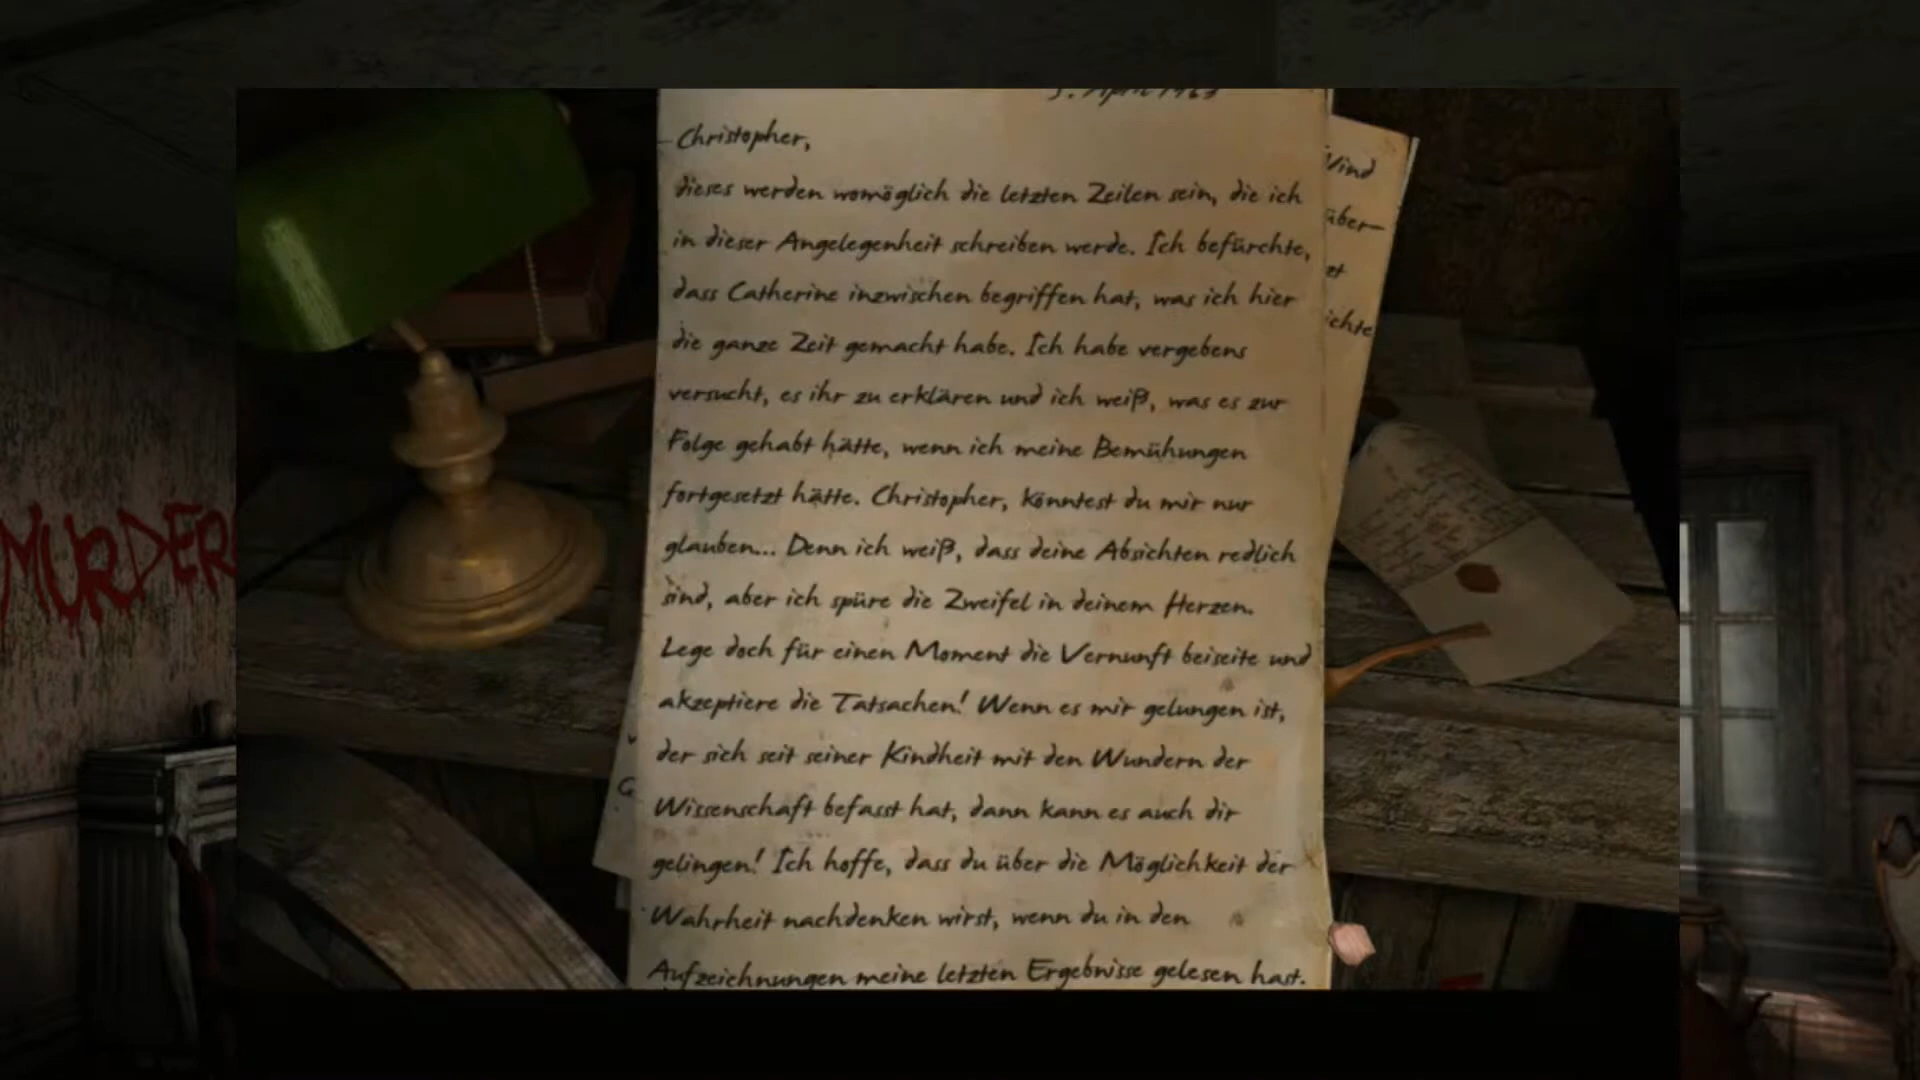 5. April 1967
Christopher,
dieses werden womöglich die letzten Zeilen sein, die ich
in dieser Angelegenheit schreiben werde. Ich befürchte,
dass Catherine inzwischen begriffen hat, was ich hier
die ganze Zeit gemacht habe. Ich habe vergebens
versucht, es ihr zu erklären und ich weiß, was es zur
Folge gehabt hätte, wenn ich meine Bemühungen
fortgesetzt hätte. Christopher, könntest du mir nur
glauben... Denn ich weiß, dass deine Absichten redlich
sind, aber ich spüre die Zweifel in deinem Herzen.
Lege doch für einen Moment die Vernunft beiseite und
akzeptiere die Tatsachen! Wenn es mir gelungen ist,
der sich seit seiner Kindheit mit den Wundern der
Wissenschaft befasst hat, dann kann es auch dir
gelingen! Ich hoffe, dass du über die Möglichkeit der
Wahrheit nachdenken wirst, wenn du in den
Aufzeichnungen meine letzten Ergebnisse gelesen hast.
über-
MURDER